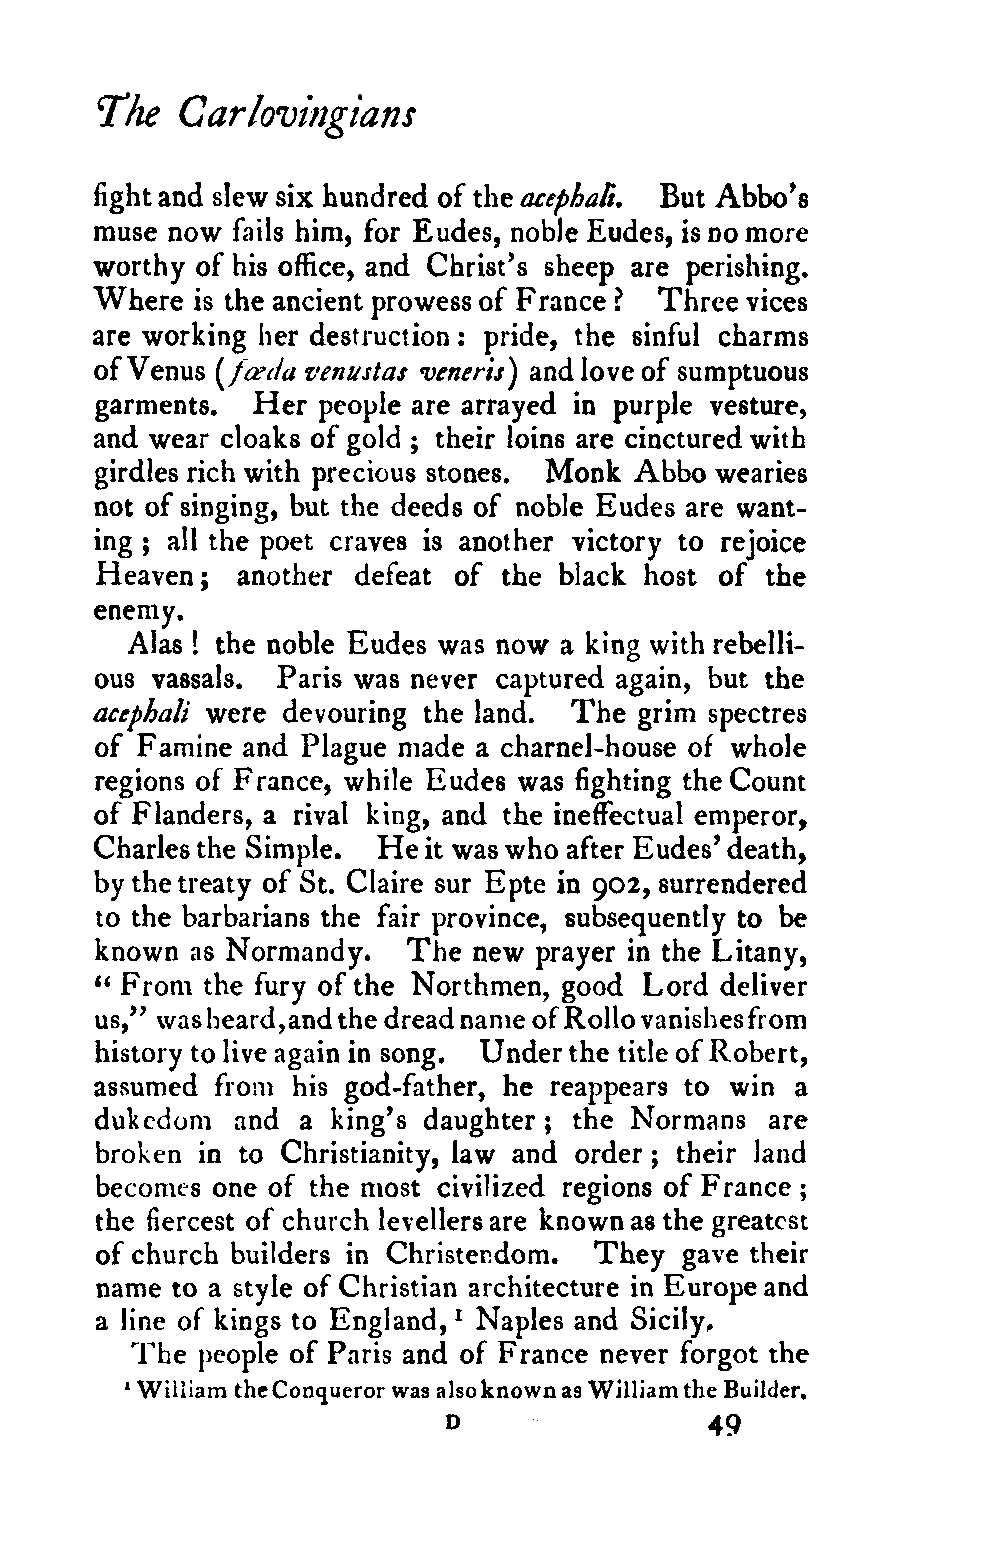 The Carlovingians
fight and slew six hundred of the acephali. But Abbo's
muse now fails him, for Eudes, noble Eudes, is no more
worthy of his office, and Christ's sheep are perishing.
Where is the ancient prowess of France ? Three vices
are working her destruction : pride, the sinful charms
of Venus (fœda venustas veneris) and love of sumptuous
garments. Her people are arrayed in purple vesture,
and wear cloaks of gold ; their loins are cinctured with
girdles rich with precious stones. Monk Abbo wearies
not of singing, but the deeds of noble Eudes are want-
ing ; all the poet craves is another victory to rejoice
Heaven ; another defeat of the black host of the
enemy.
Alas ! the noble Eudes was now a king with rebelli-
ous vassals. Paris was never captured again, but the
acephali were devouring the land. The grim spectres
of Famine and Plague made a charnel-house of whole
regions of France, while Eudes was fighting the Count
of Flanders, a rival king, and the ineffectual emperor,
Charles the Simple. He it was who after Eudes' death,
by the treaty of St. Claire sur Epte in 902, surrendered
to the barbarians the fair province, subsequently to be
known as Normandy. The new prayer in the Litany,
“ From the fury of the Northmen, good Lord deliver
us,” was heard, and the dread name of Rollo vanishes from
history to live again in song. Under the title of Robert,
assumed from his god-father, he reappears to win a
dukedom and a king's daughter ; the Normans are
broken in to Christianity, law and order ; their land
becomes one of the most civilized regions of France ;
the fiercest of church levellers are known as the greatest
of church builders in Christendom. They gave their
name to a style of Christian architecture in Europe and
a line of kings to England, ¹ Naples and Sicily.
The people of Paris and of France never forgot the
¹ William the Conqueror was also known as William the Builder.
D 49